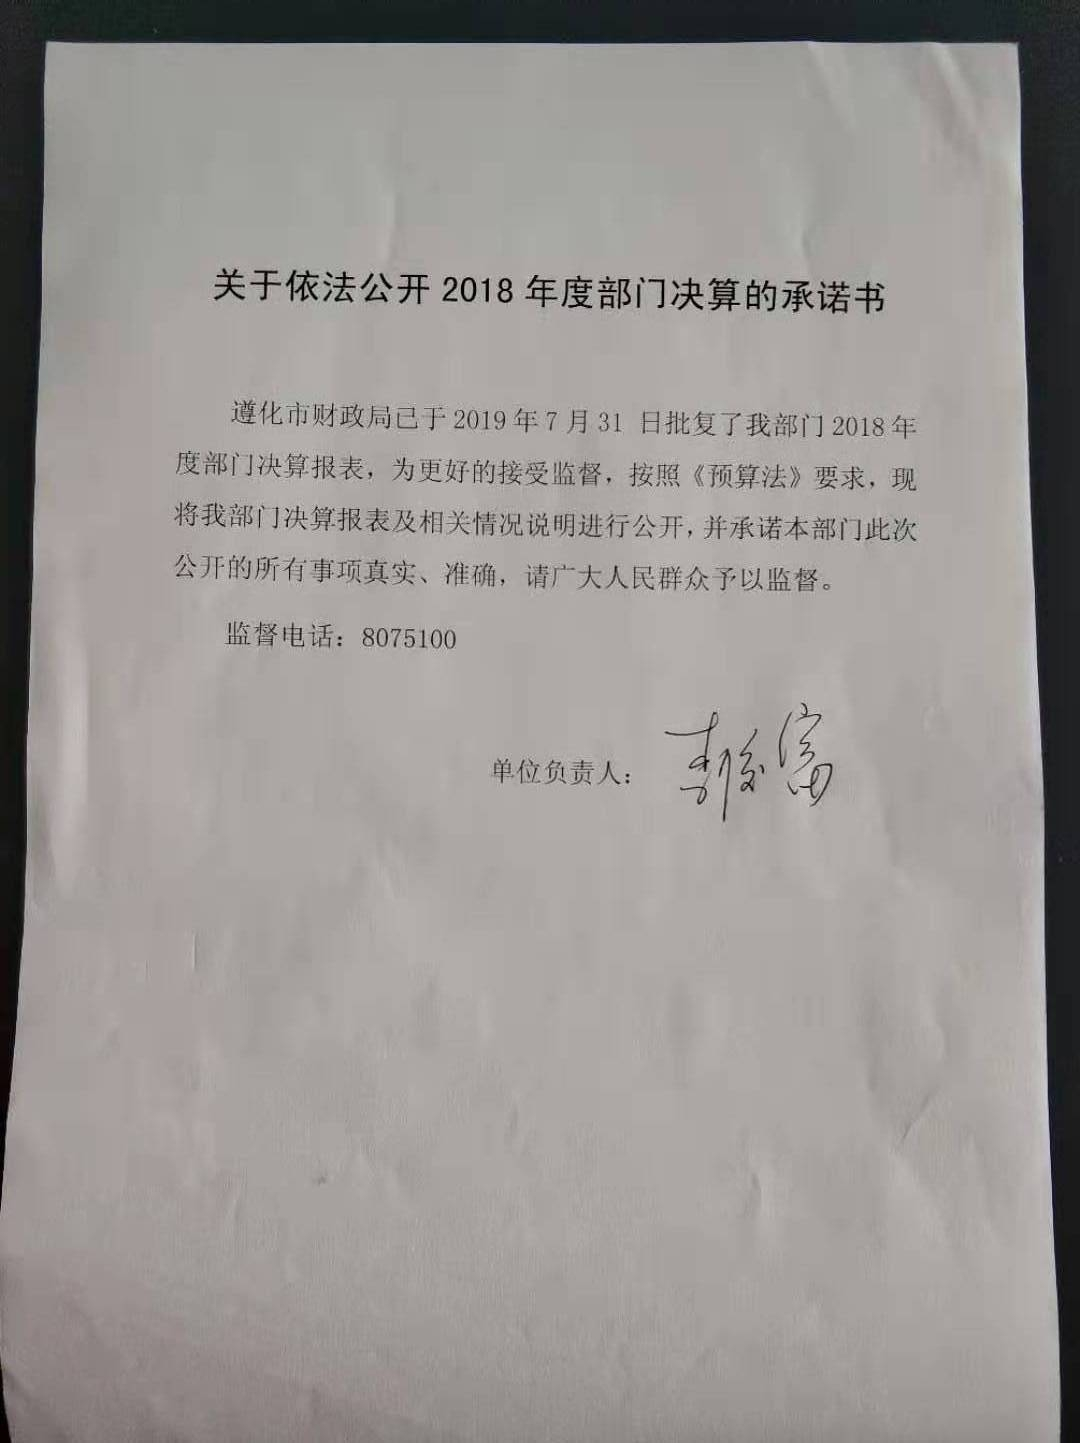 关于依法公开 2018 年度部门决算的承诺书
遵化市财政局已于 2019 年 7 月 31 日批复了我部门 2018 年
度部门决算报表，为更好的接受监督，按照《预算法》要求，现
将我部门决算报表及相关情况说明进行公开，并承诺本部门此次
公开的所有事项真实、准确，请广大人民群众予以监督。
监督电话：8075100
单位负责人：